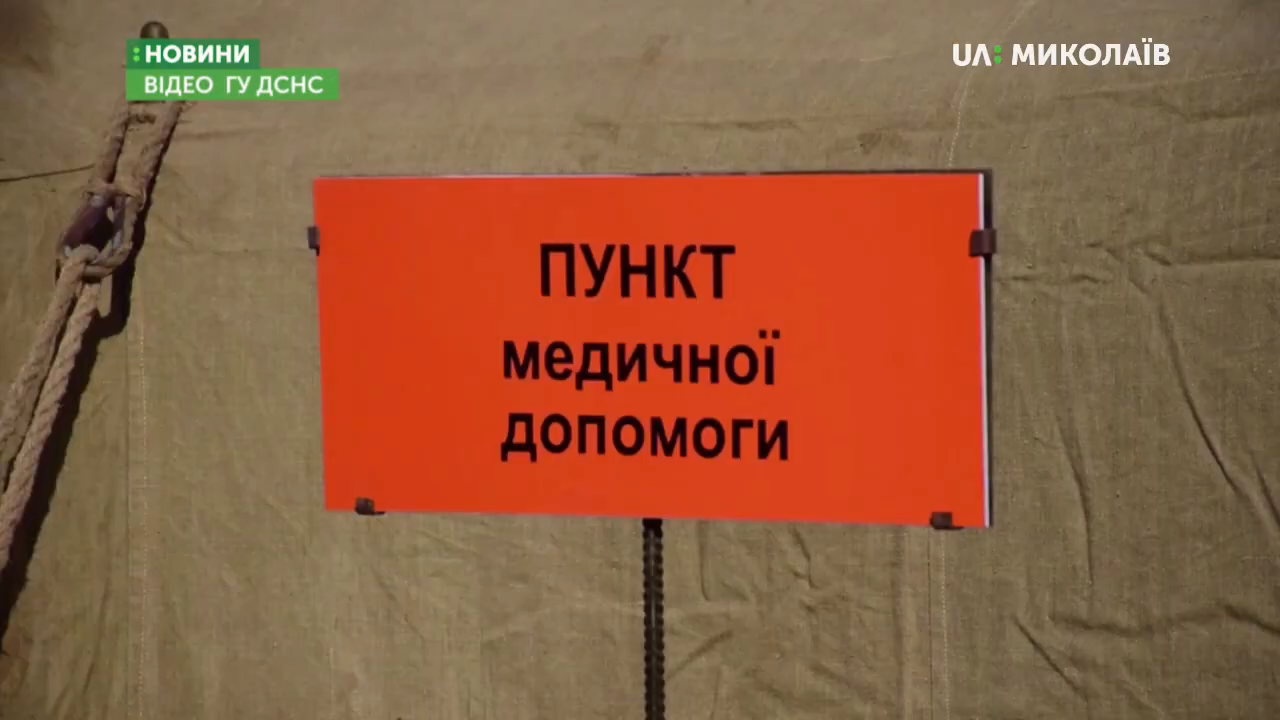 :НОВИНИ
ВІДЕО ГУ ДСНС
UA: МИКОЛАЇВ
ПУНКТ
медичної
допомоги